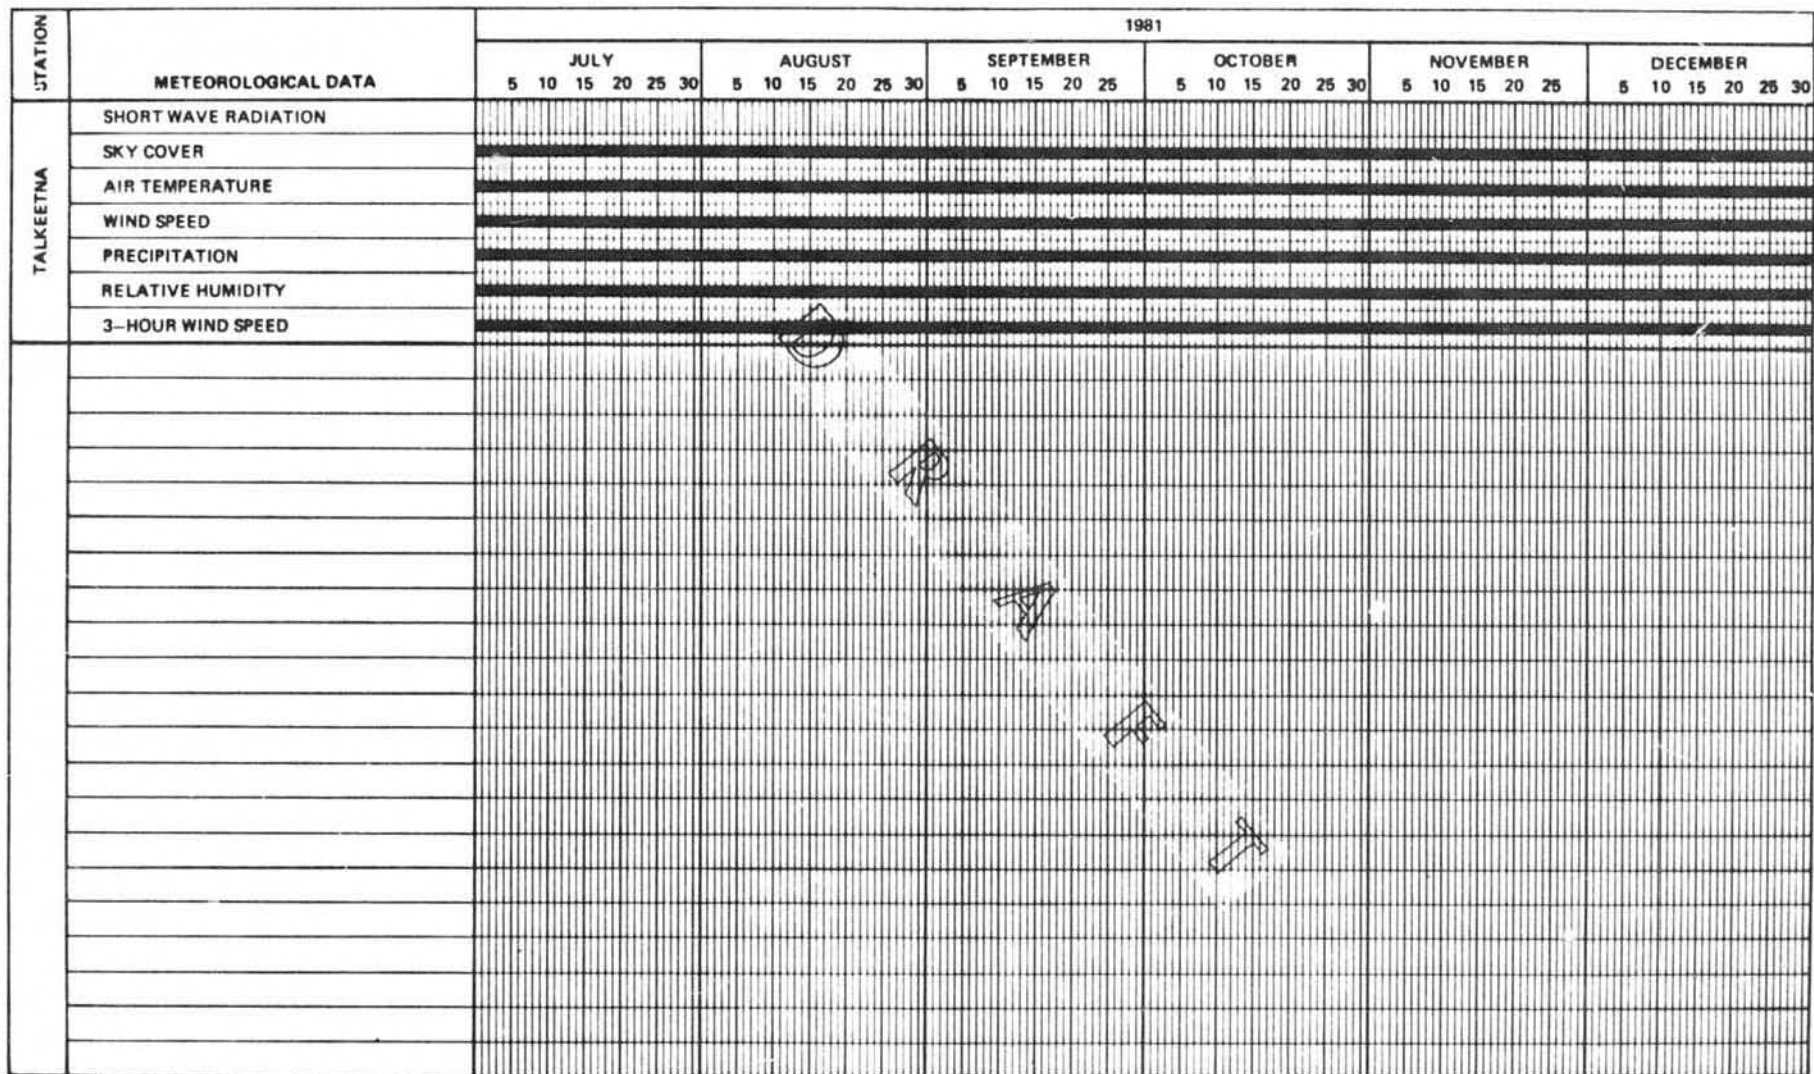 STATION
METEOROLOGICAL DATA
1981
JULY AUGUST SEPTEMBER OCTOBER NOVEMBER DECEMBER
5 10 15 20 25 30 5 10 15 20 25 30 5 10 15 20 25 5 10 15 20 25 30 5 10 15 20 25 5 10 15 20 25 30
TALKEETNA
SHORT WAVE RADIATION
SKY COVER
AIR TEMPERATURE
WIND SPEED
PRECIPITATION
RELATIVE HUMIDITY
3-HOUR WIND SPEED
DRAFT